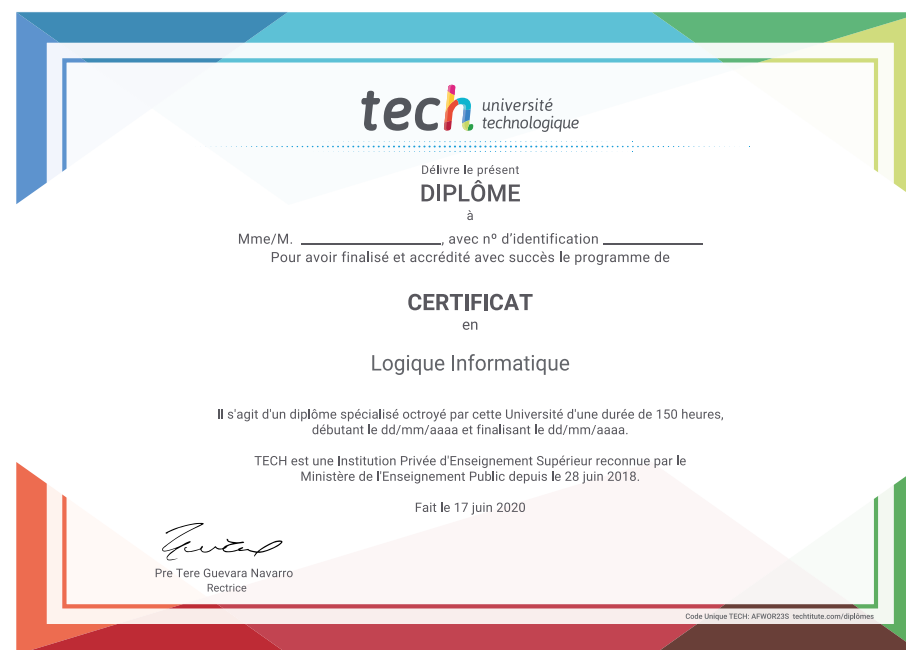 tech université
technologique
Délivre le présent
DIPLÔME
à
Mme/M. ____________________, avec nº d'identification ______________
Pour avoir finalisé et accrédité avec succès le programme de
CERTIFICAT
en
Logique Informatique
Il s'agit d'un diplôme spécialisé octroyé par cette Université d'une durée de 150 heures,
débutant le dd/mm/aaaa et finalisant le dd/mm/aaaa.
TECH est une Institution Privée d'Enseignement Supérieur reconnue par le
Ministère de l'Enseignement Public depuis le 28 juin 2018.
Fait le 17 juin 2020
Pre Tere Guevara Navarro
Rectrice
Code Unique TECH: AFWOR23S techtitute.com/diplômes